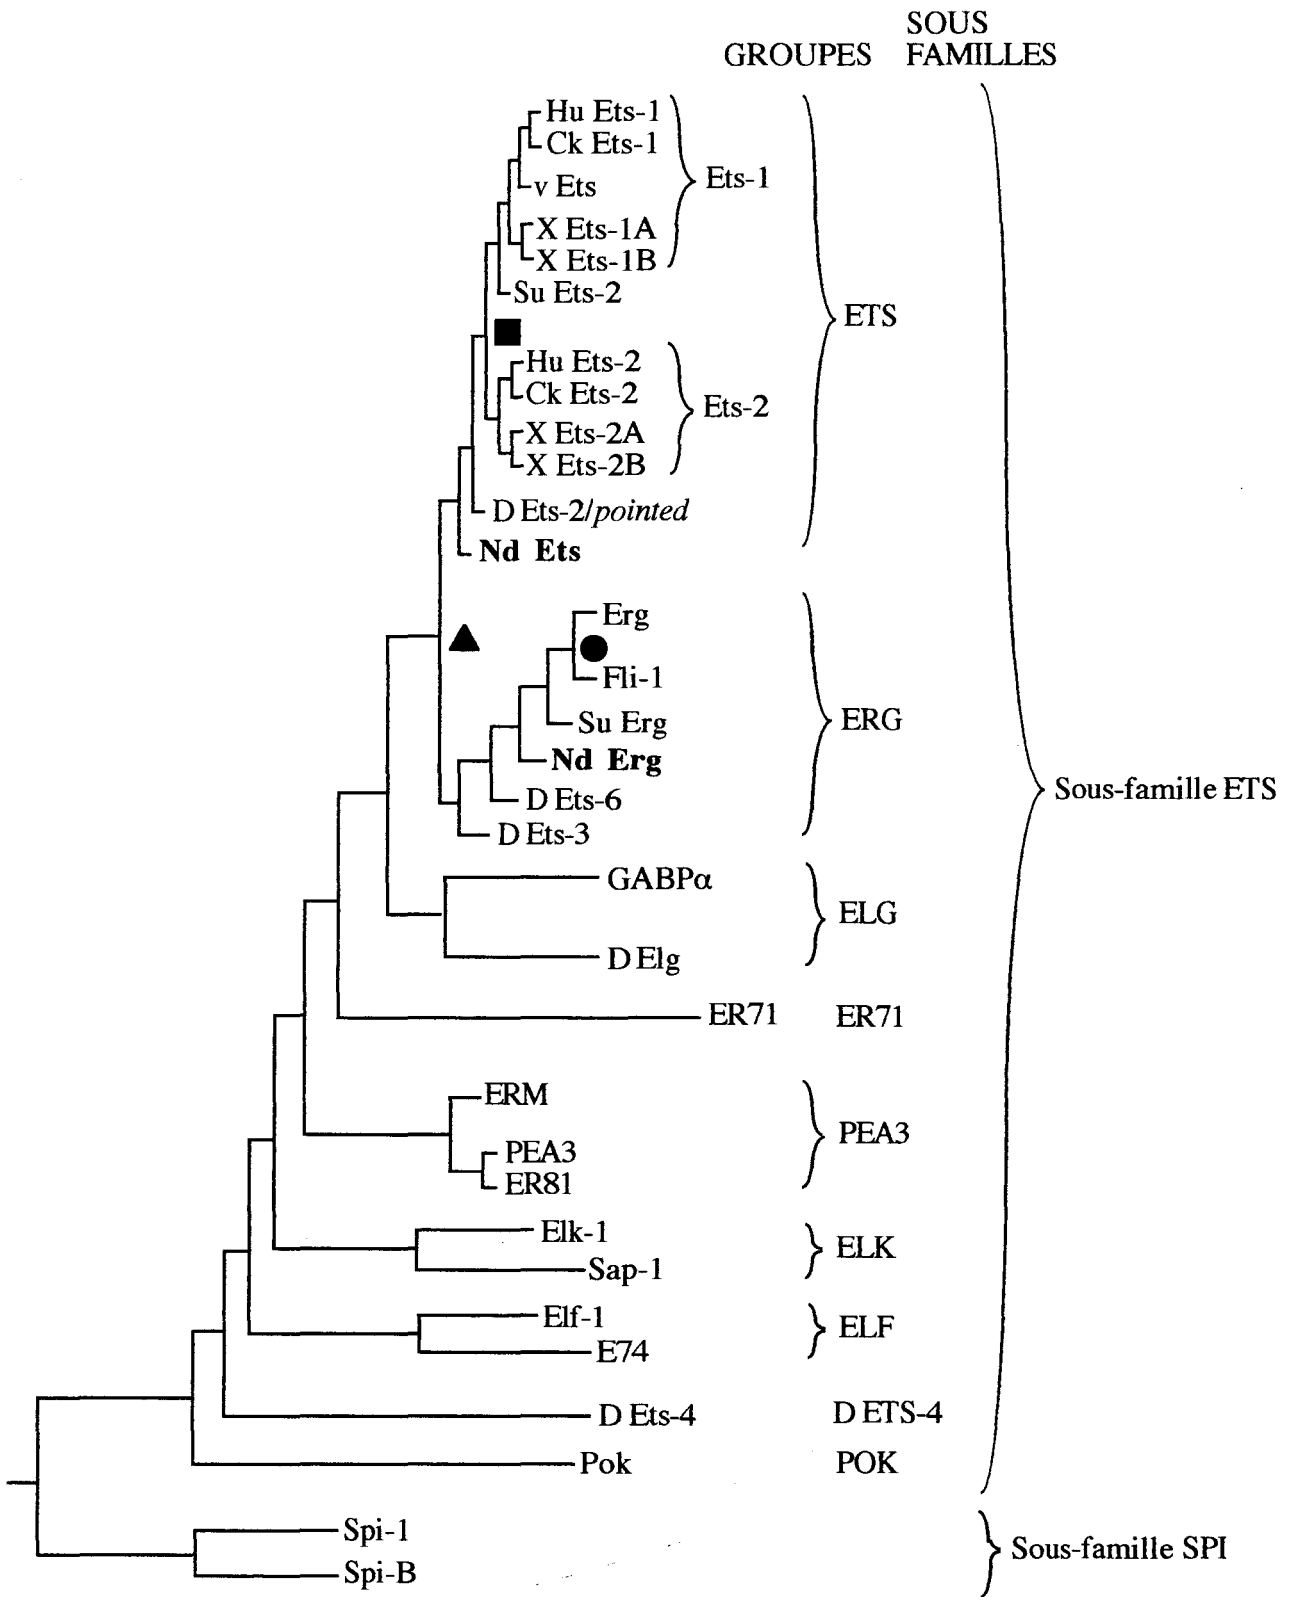 SOUS
GROUPES FAMILLES
Hu Ets-1
Ck Ets-1
v Ets
Ets-1
X Ets-1A
X Ets-1B
Su Ets-2
ETS
Hu Ets-2
Ck Ets-2
Ets-2
X Ets-2A
X Ets-2B
D Ets-2/pointed
Nd Ets
Erg
Fli-1
Su Erg
ERG
Nd Erg
Sous-famille ETS
D Ets-6
D Ets-3
GABPα
ELG
D Elg
ER71 ER71
ERM
PEA3
PEA3
ER81
Elk-1
ELK
Sap-1
Elf-1
ELF
E74
D Ets-4 D ETS-4
Pok POK
Spi-1
Sous-famille SPI
Spi-B